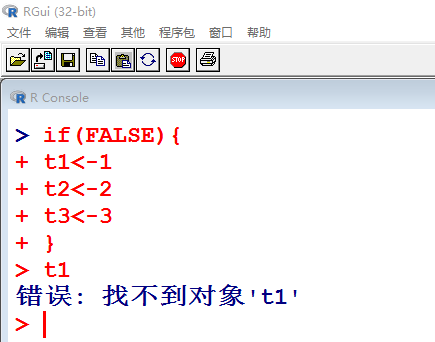 RGui (32-bit)
文件 编辑 查看 其他 程序包 窗口 帮助
STOP
R Console
> if(FALSE){
+ t1<-1
+ t2<-2
+ t3<-3
+ }
> t1
错误: 找不到对象't1'
>